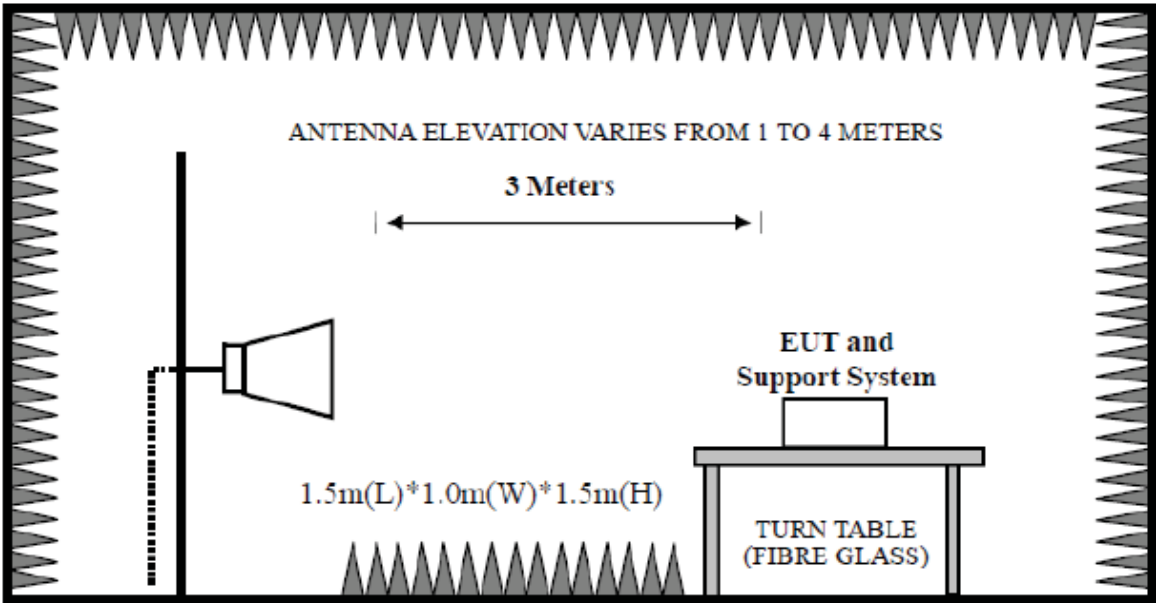 ANTENNA ELEVATION VARIES FROM 1 TO 4 METERS
3 Meters
EUT and
Support System
1.5m(L)*1.0m(W)*1.5m(H)
TURN TABLE
(FIBRE GLASS)